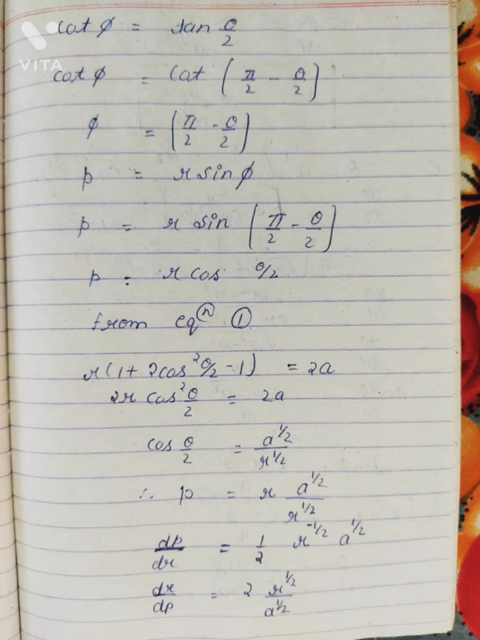 cot φ = tan θ/2
VITA
cot φ = cot (π/2 - θ/2)
φ = (π/2 - θ/2)
p = r sin φ
p = r sin (π/2 - θ/2)
p = r cos θ/2
from eqⁿ ①
r(1 + 2cos²θ/2 - 1) = 2a
2r cos² θ/2 = 2a
cos θ/2 = a^1/2 / r^1/2
∴ p = r a^1/2 / r^1/2
dp/dr = 1/2 r^-1/2 a^1/2
dr/dp = 2 r^1/2 / a^1/2